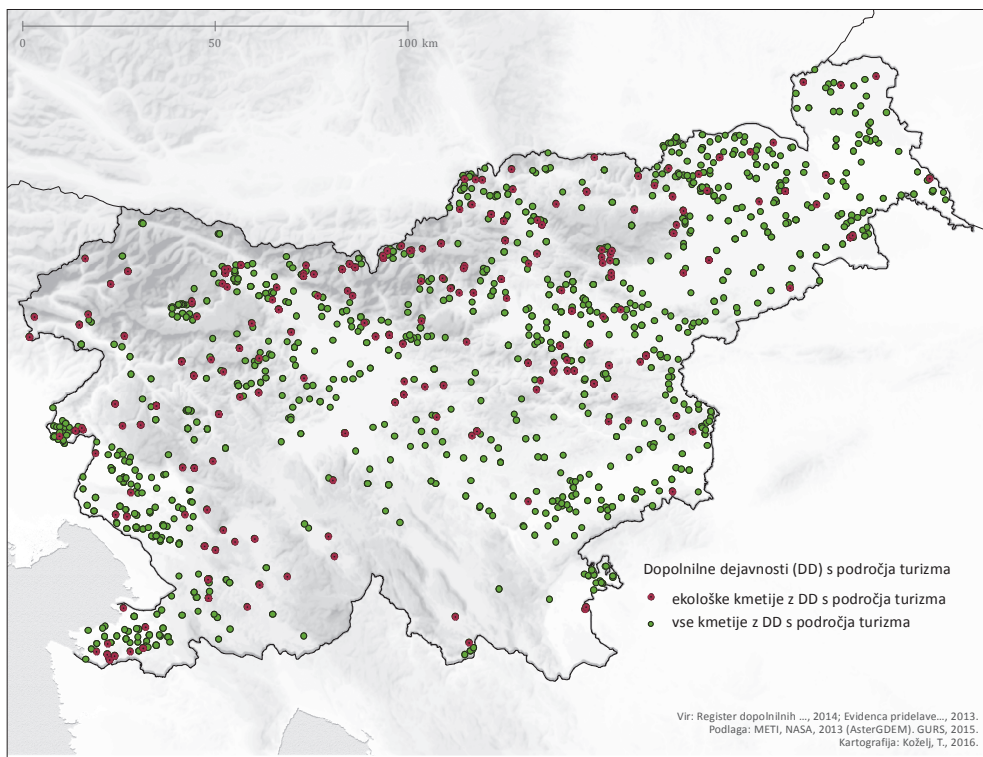 0 50 100 km
Dopolnilne dejavnosti (DD) s področja turizma
ekološke kmetije z DD s področja turizma
vse kmetije z DD s področja turizma
Vir: Register dopolnilnih ..., 2014; Evidenca pridelave..., 2013.
Podlaga: METI, NASA, 2013 (AsterGDEM). GURS, 2015.
Kartografija: Koželj, T., 2016.